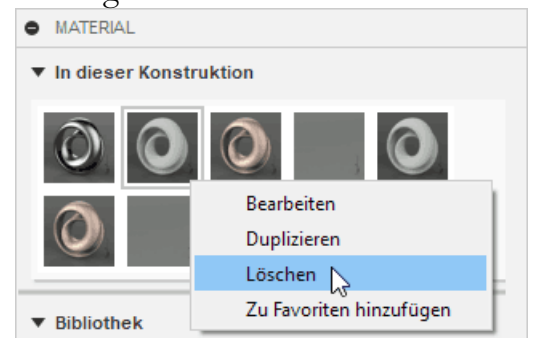 MATERIAL
In dieser Konstruktion
Bearbeiten
Duplizieren
Löschen
Zu Favoriten hinzufügen
Bibliothek